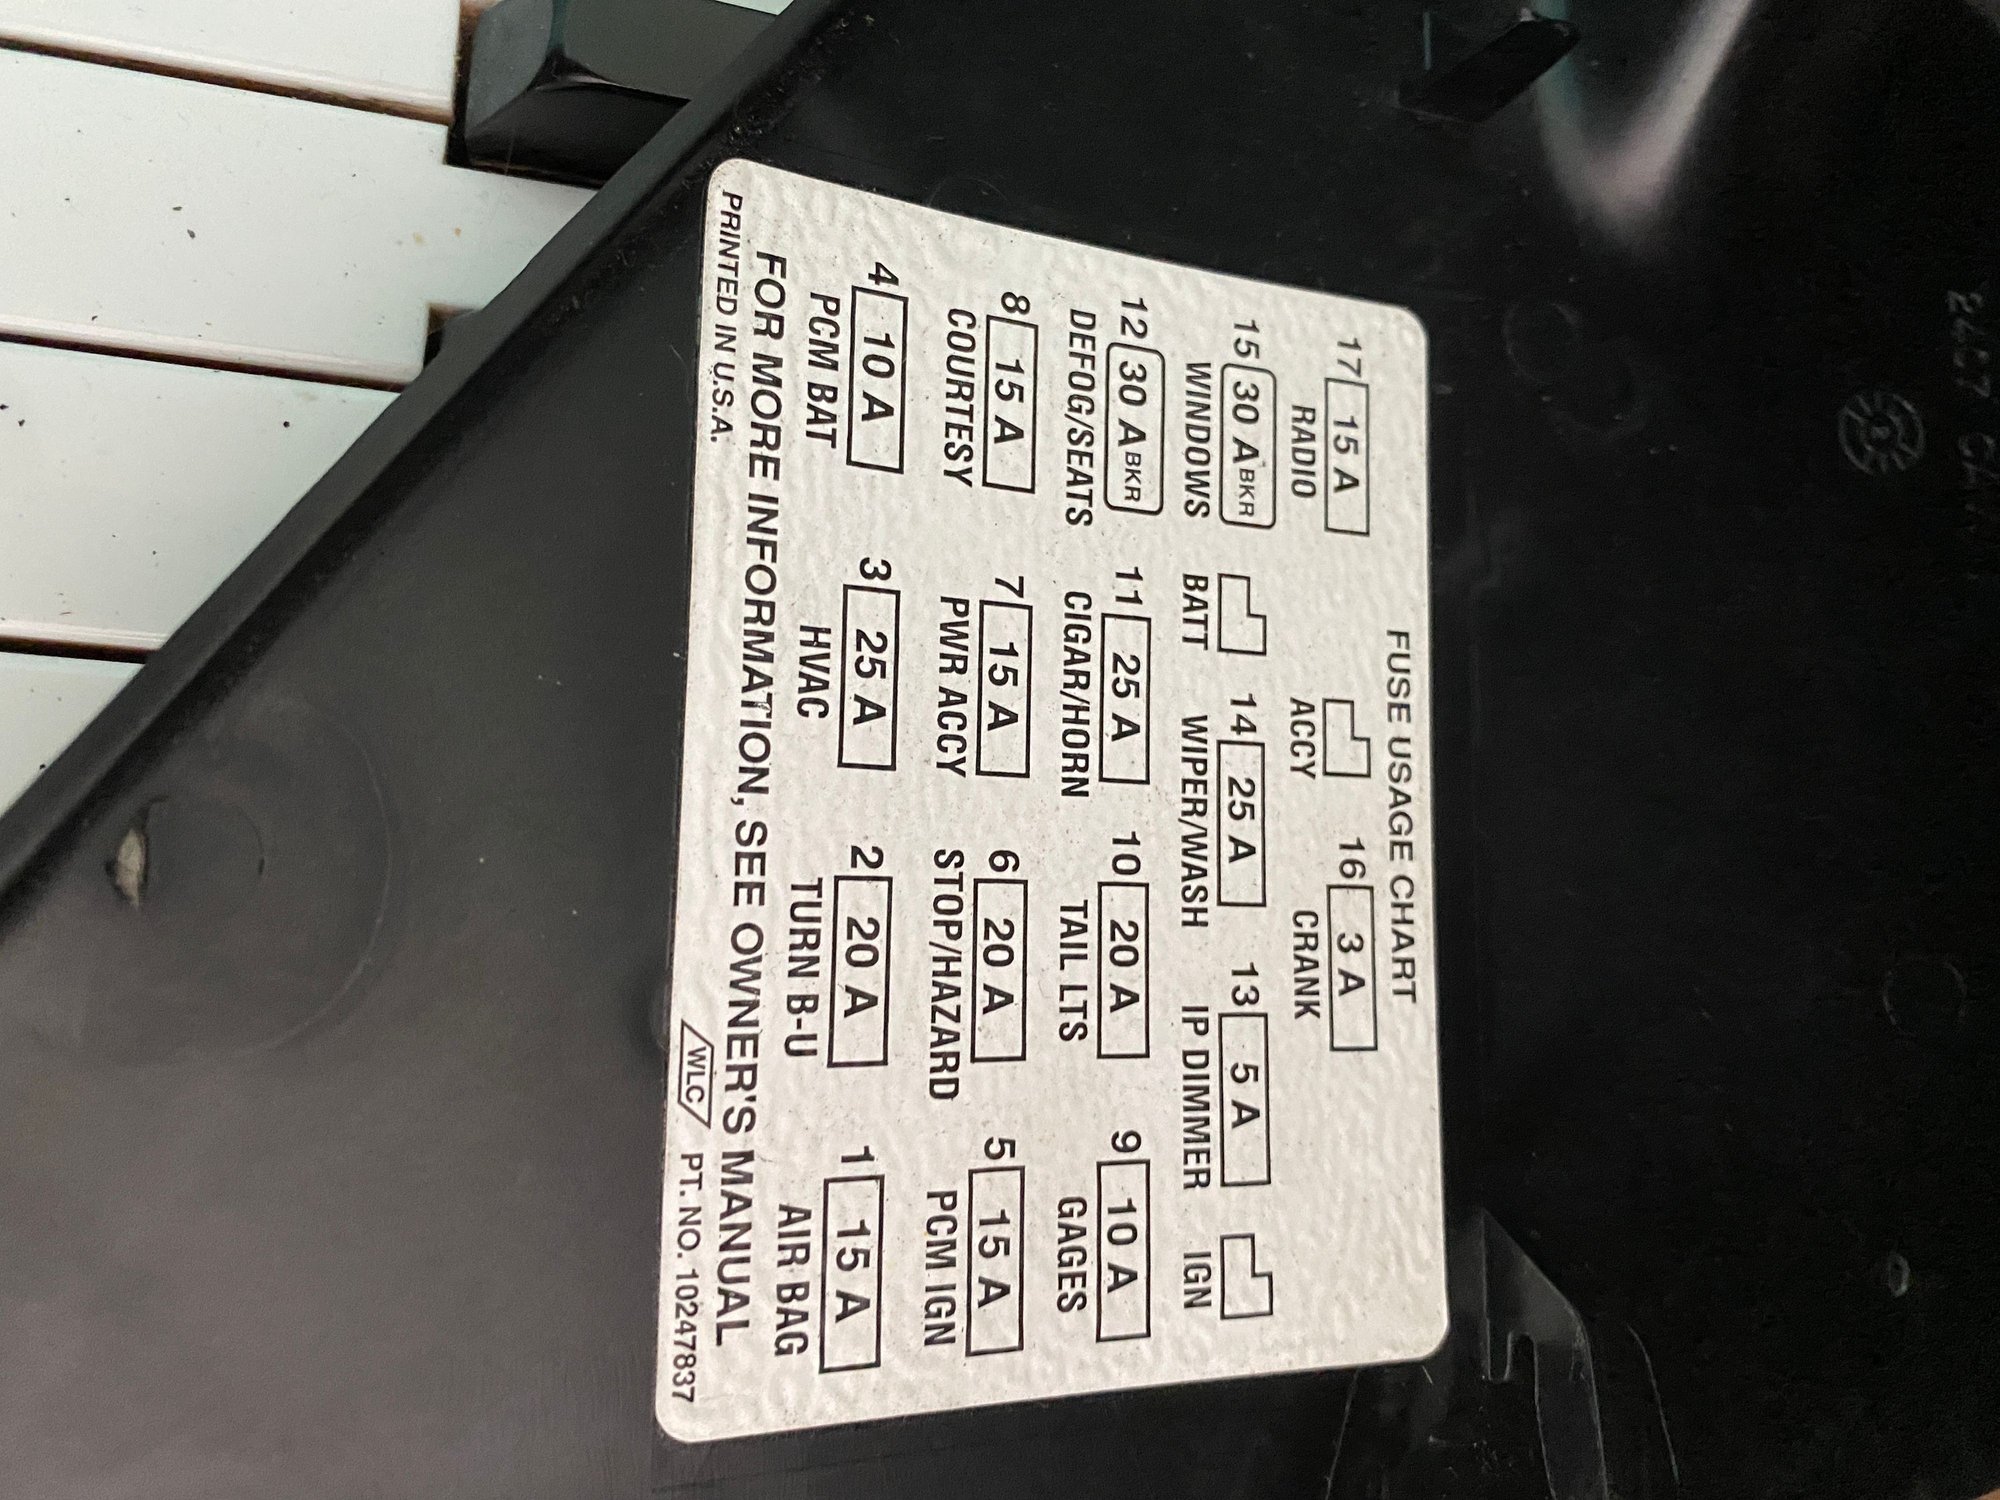 FUSE USAGE CHART
17 15 A 16 3 A
RADIO ACCY CRANK
15 30 A BKR 14 25 A 13 5 A
WINDOWS BATT WIPER/WASH IP DIMMER IGN
12 30 A BKR 11 25 A 10 20 A 9 10 A
DEFOG/SEATS CIGAR/HORN TAIL LTS GAGES
8 15 A 7 15 A 6 20 A 5 15 A
COURTESY PWR ACCY STOP/HAZARD PCM IGN
4 10 A 3 25 A 2 20 A 1 15 A
PCM BAT HVAC TURN B-U AIR BAG
FOR MORE INFORMATION, SEE OWNER'S MANUAL
PRINTED IN U.S.A. WLC PT. NO. 10247837